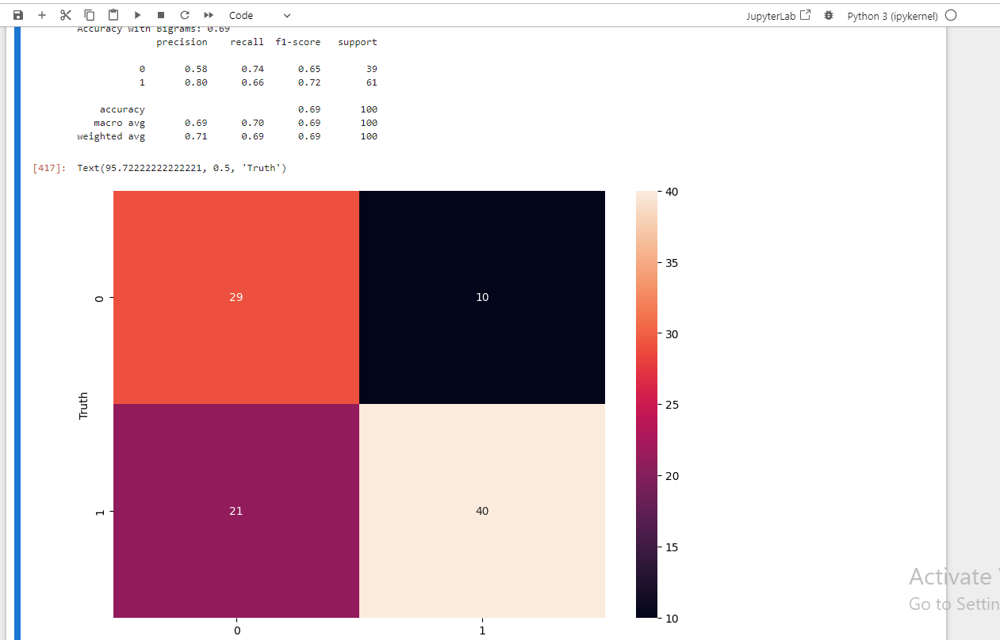 Code
JupyterLab
Python 3 (ipykernel)
Accuracy with Bigrams: 0.69
precision recall f1-score support
0 0.58 0.74 0.65 39
1 0.80 0.66 0.72 61
accuracy 0.69 100
macro avg 0.69 0.70 0.69 100
weighted avg 0.71 0.69 0.69 100
[417]: Text(95.72222222222221, 0.5, 'Truth')
40
35
30
25
20
15
10
0
29
10
Truth
1
21
40
0
1
Activate
Go to Settin